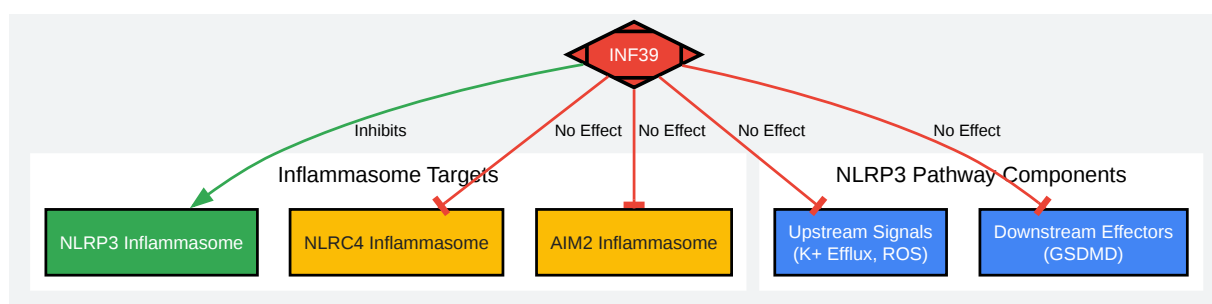 INF39
Inhibits
No Effect
No Effect
No Effect
No Effect
Inflammasome Targets
NLRP3 Pathway Components
NLRP3 Inflammasome
NLRC4 Inflammasome
AIM2 Inflammasome
Upstream Signals
(K+ Efflux, ROS)
Downstream Effectors
(GSDMD)